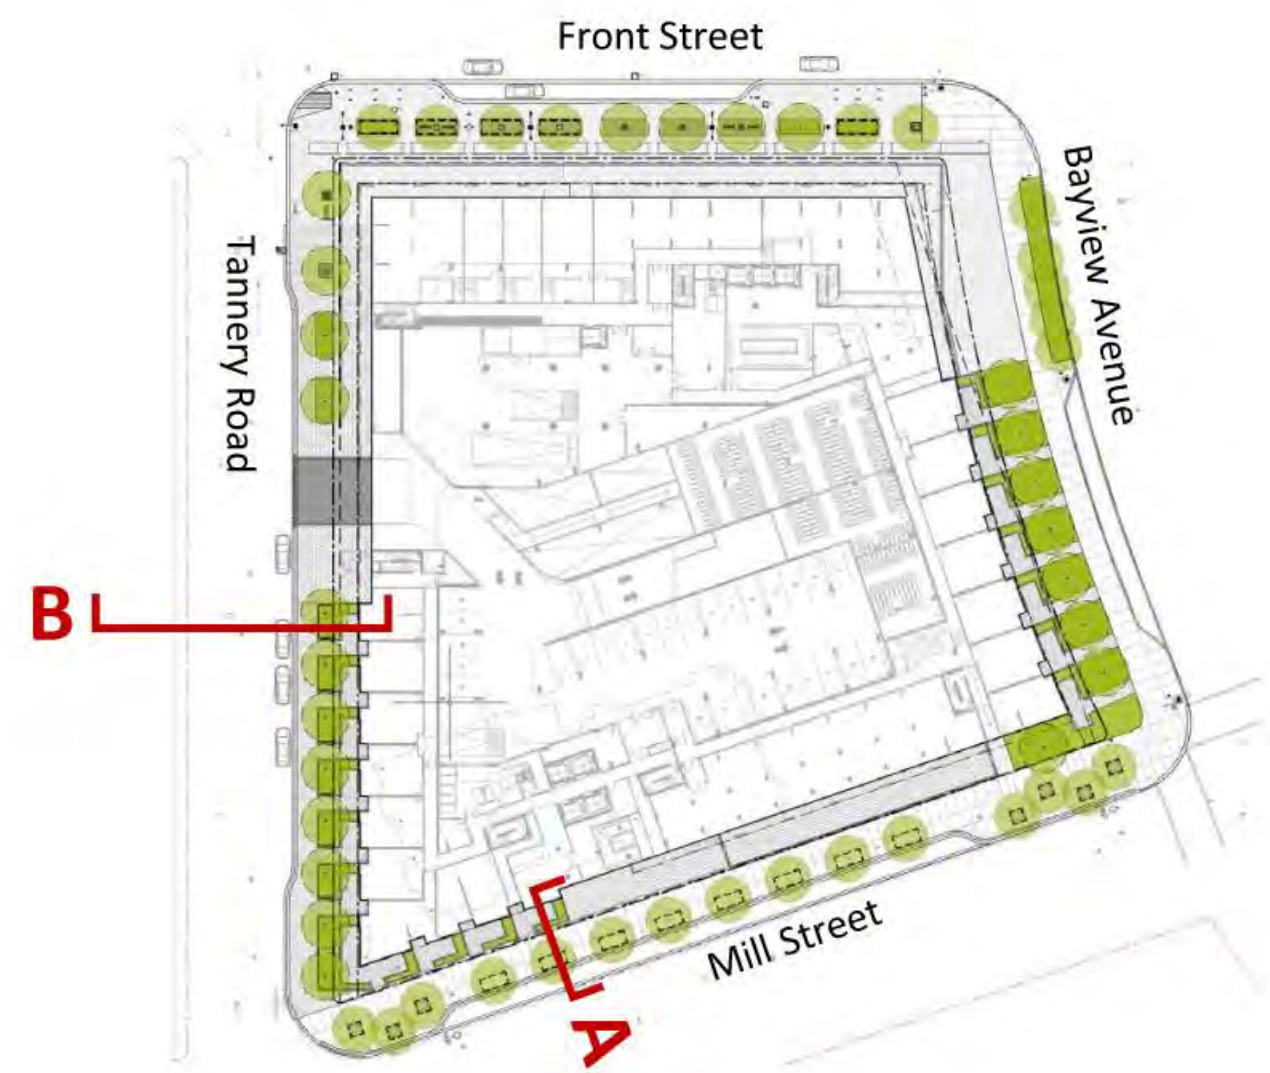 Front Street
Bayview Avenue
Tannery Road
B
Mill Street
A